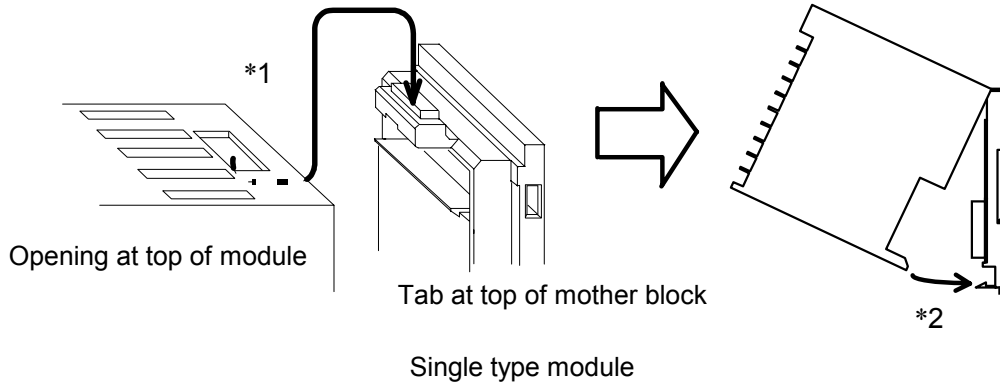 *1
Opening at top of module
Tab at top of mother block
*2
Single type module